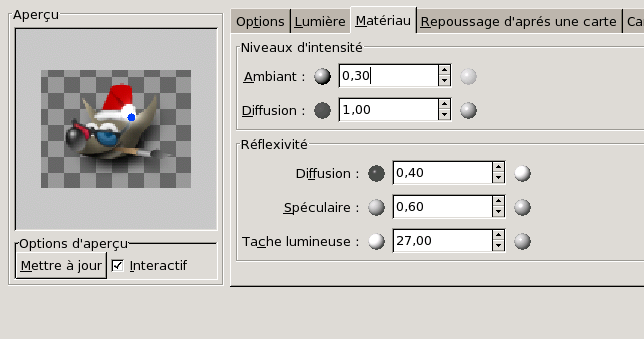 Aperçu
Options d'aperçu
Mettre à jour
Interactif
Options Lumière Matériau Repoussage d'aprés une carte Ca
Niveaux d'intensité
Ambiant : 0,30
Diffusion : 1,00
Réflexivité
Diffusion : 0,40
Spéculaire : 0,60
Tache lumineuse : 27,00